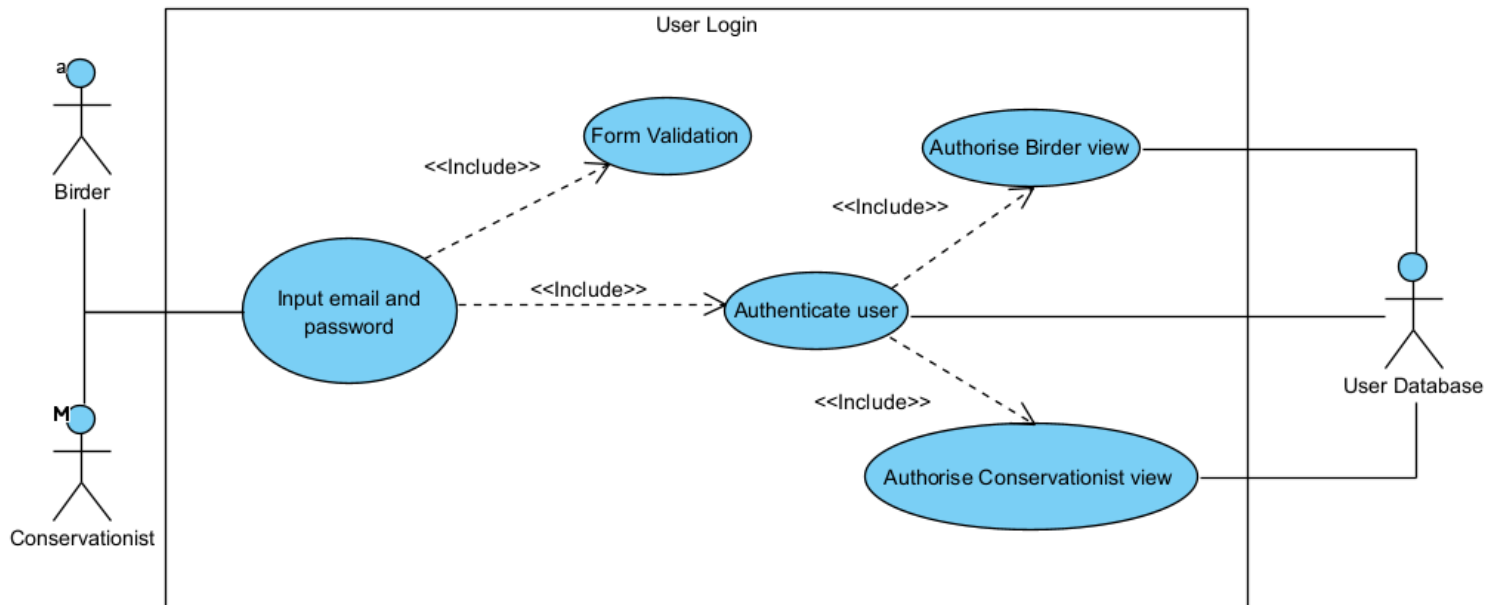 User Login
a
Birder
Form Validation
<<Include>>
Authorise Birder view
<<Include>>
Input email and
password
<<Include>>
Authenticate user
User Database
<<Include>>
M
Conservationist
Authorise Conservationist view